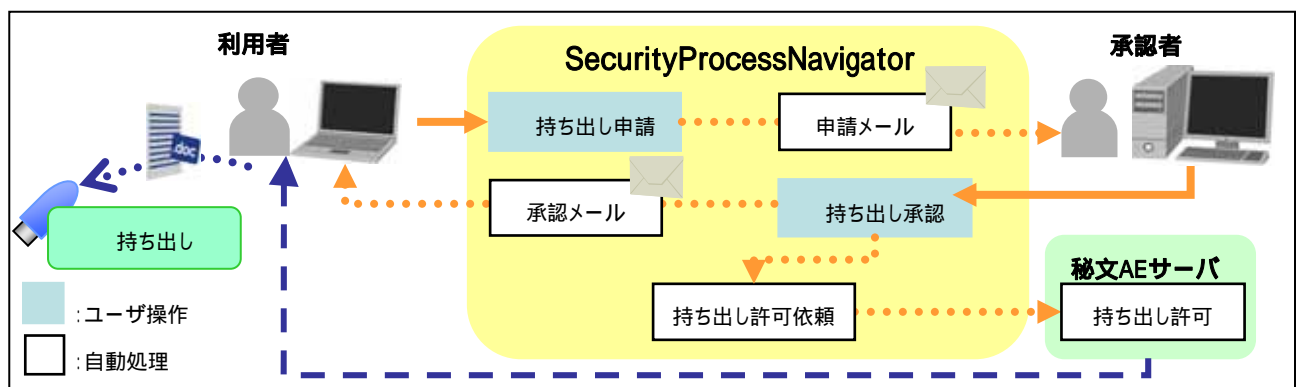 利用者
SecurityProcessNavigator
承認者
持ち出し申請
申請メール
.doc
承認メール
持ち出し承認
持ち出し
秘文AEサーバ
持ち出し許可依頼
持ち出し許可
:ユーザ操作
:自動処理